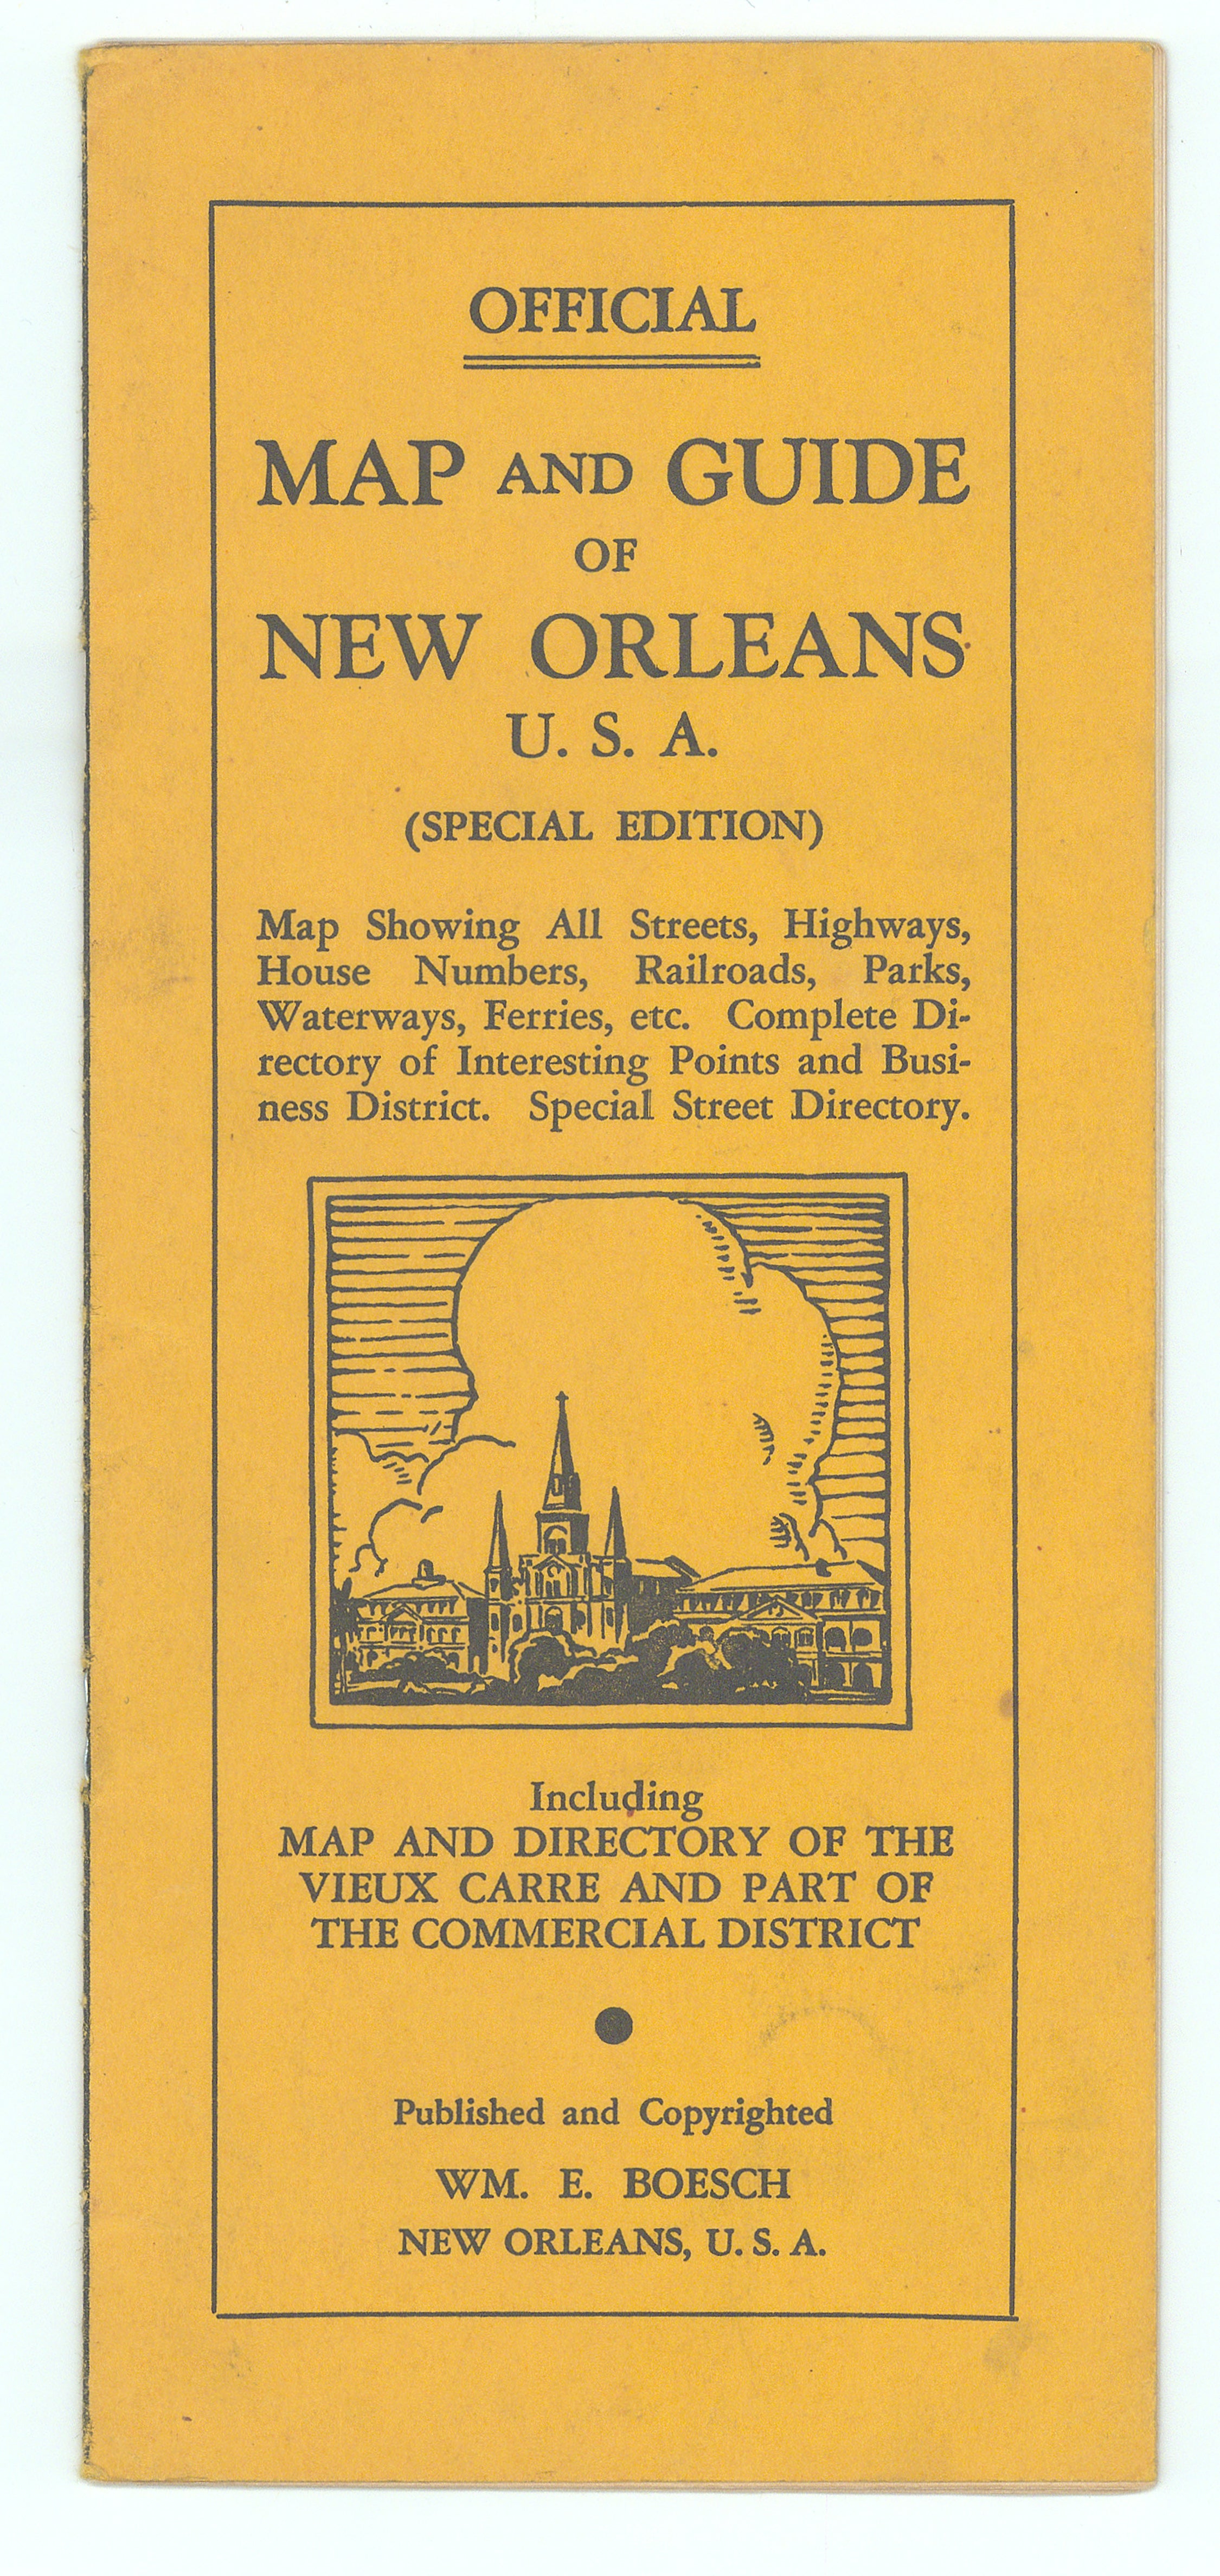 OFFICIAL
MAP AND GUIDE
OF
NEW ORLEANS
U. S. A.
(SPECIAL EDITION)
Map Showing All Streets, Highways,
House Numbers, Railroads, Parks,
Waterways, Ferries, etc. Complete Di-
rectory of Interesting Points and Busi-
ness District. Special Street Directory.
Including
MAP AND DIRECTORY OF THE
VIEUX CARRE AND PART OF
THE COMMERCIAL DISTRICT
Published and Copyrighted
WM. E. BOESCH
NEW ORLEANS, U. S. A.